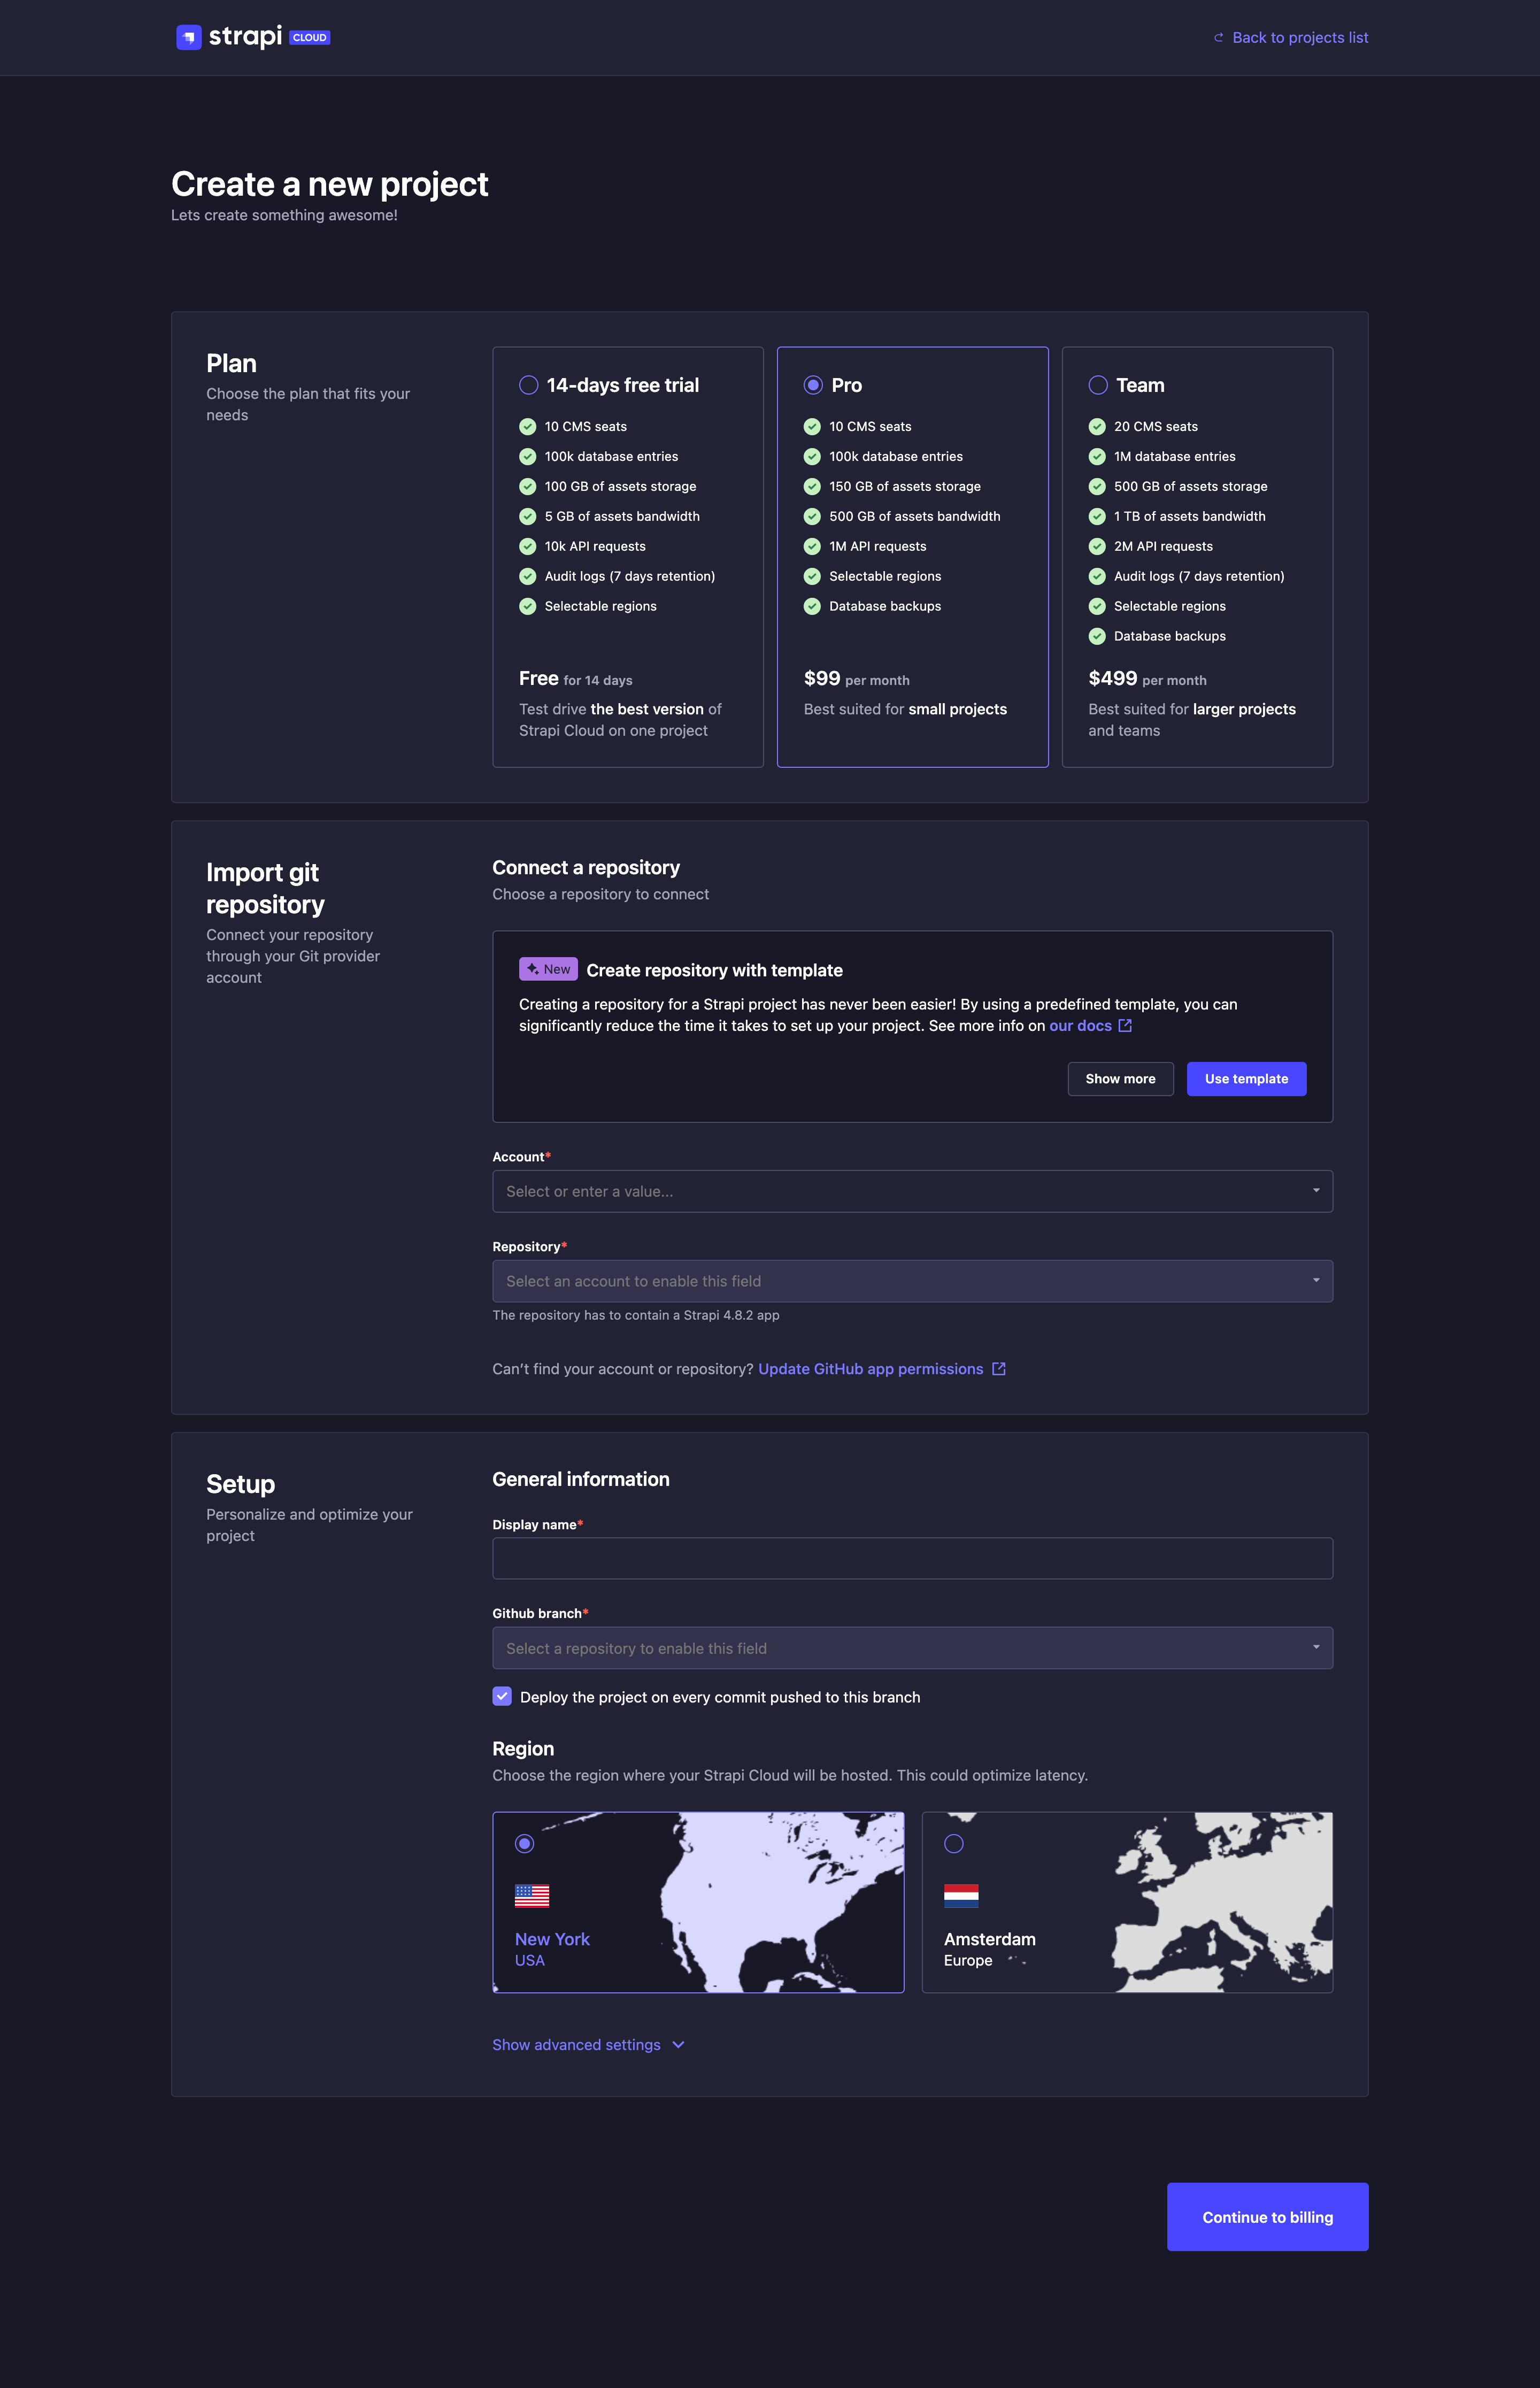 strapi CLOUD
Back to projects list
Create a new project
Lets create something awesome!
Plan
Choose the plan that fits your
needs
14-days free trial
10 CMS seats
100k database entries
100 GB of assets storage
5 GB of assets bandwidth
10k API requests
Audit logs (7 days retention)
Selectable regions
Free for 14 days
Test drive the best version of
Strapi Cloud on one project
Pro
10 CMS seats
100k database entries
150 GB of assets storage
500 GB of assets bandwidth
1M API requests
Selectable regions
Database backups
$99 per month
Best suited for small projects
Team
20 CMS seats
1M database entries
500 GB of assets storage
1 TB of assets bandwidth
2M API requests
Audit logs (7 days retention)
Selectable regions
Database backups
$499 per month
Best suited for larger projects
and teams
Import git
repository
Connect your repository
through your Git provider
account
Connect a repository
Choose a repository to connect
New Create repository with template
Creating a repository for a Strapi project has never been easier! By using a predefined template, you can
significantly reduce the time it takes to set up your project. See more info on our docs
Show more
Use template
Account*
Select or enter a value...
Repository*
Select an account to enable this field
The repository has to contain a Strapi 4.8.2 app
Can’t find your account or repository? Update GitHub app permissions
Setup
Personalize and optimize your
project
General information
Display name*
Github branch*
Select a repository to enable this field
Deploy the project on every commit pushed to this branch
Region
Choose the region where your Strapi Cloud will be hosted. This could optimize latency.
New York
USA
Amsterdam
Europe
Show advanced settings
Continue to billing